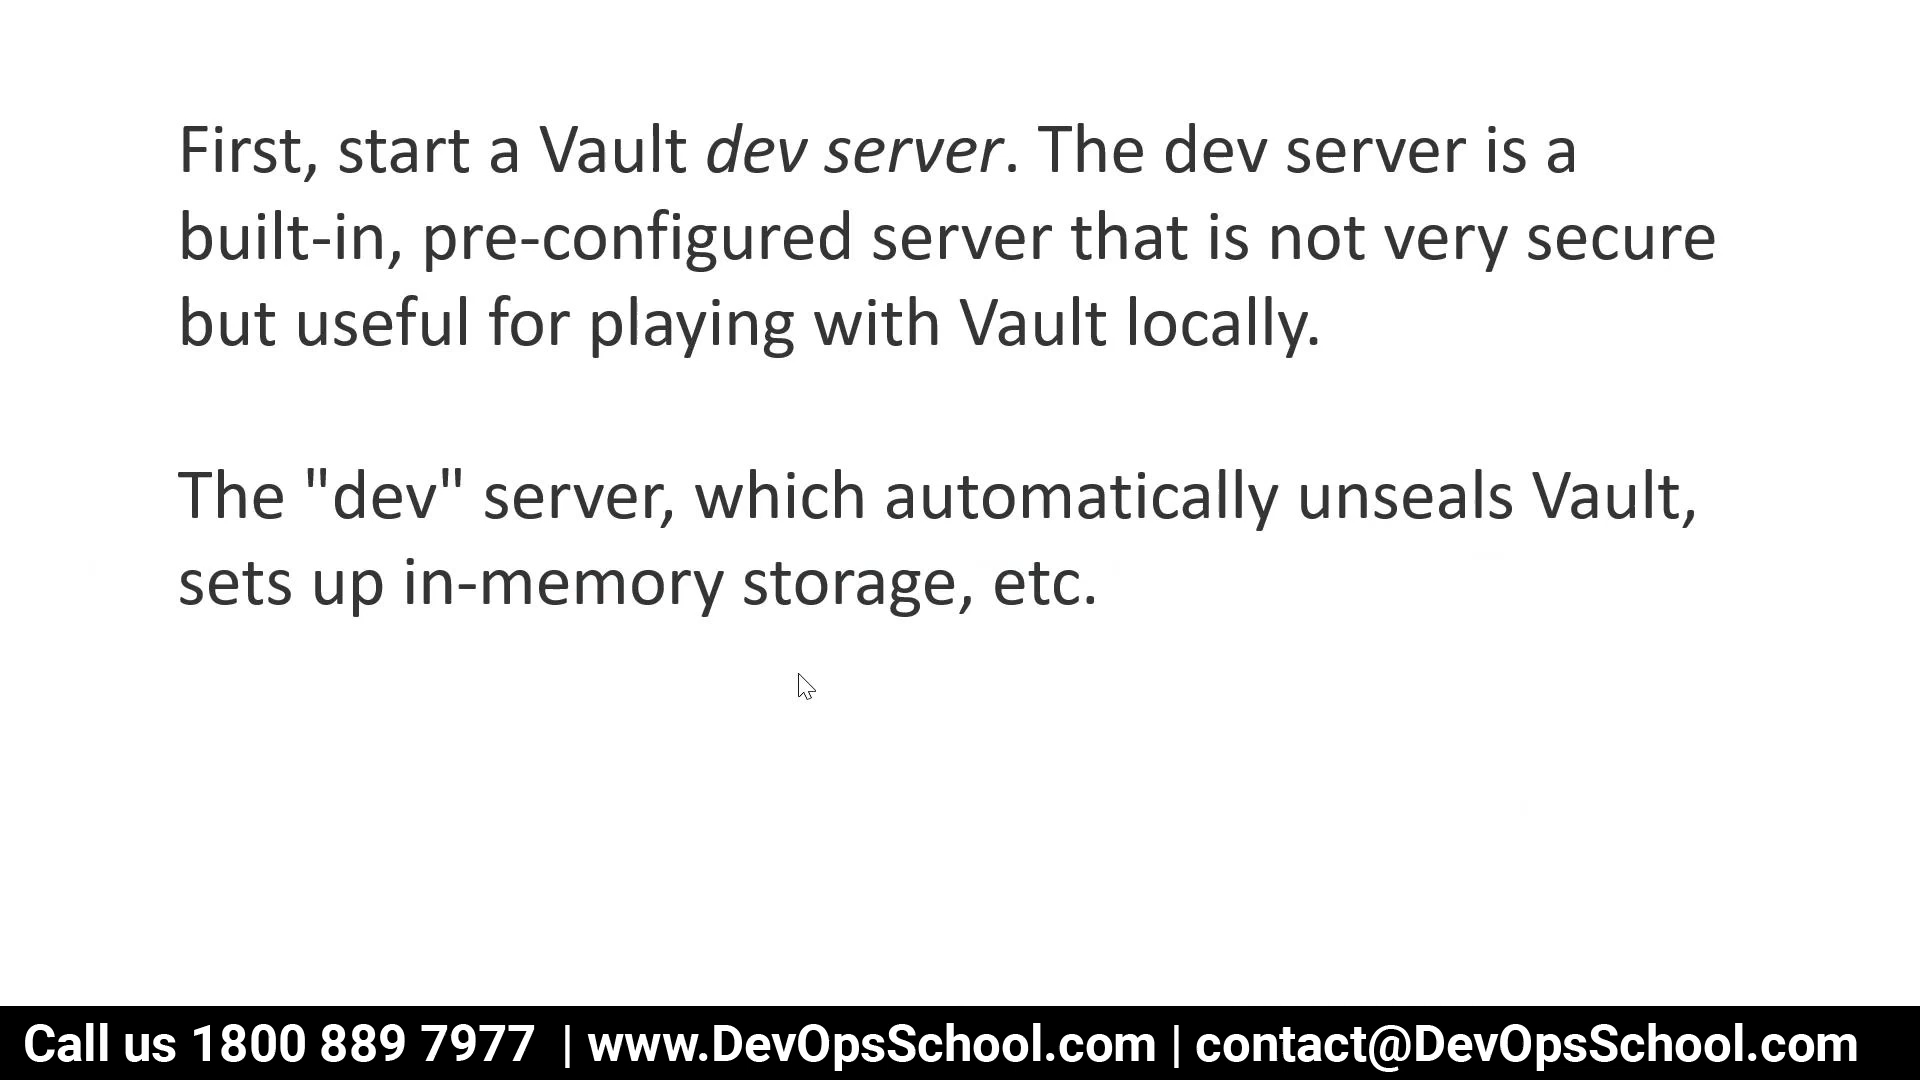 First, start a Vault dev server. The dev server is a
built-in, pre-configured server that is not very secure
but useful for playing with Vault locally.
The "dev" server, which automatically unseals Vault,
sets up in-memory storage, etc.
Call us 1800 889 7977 | www.DevOpsSchool.com | contact@DevOpsSchool.com